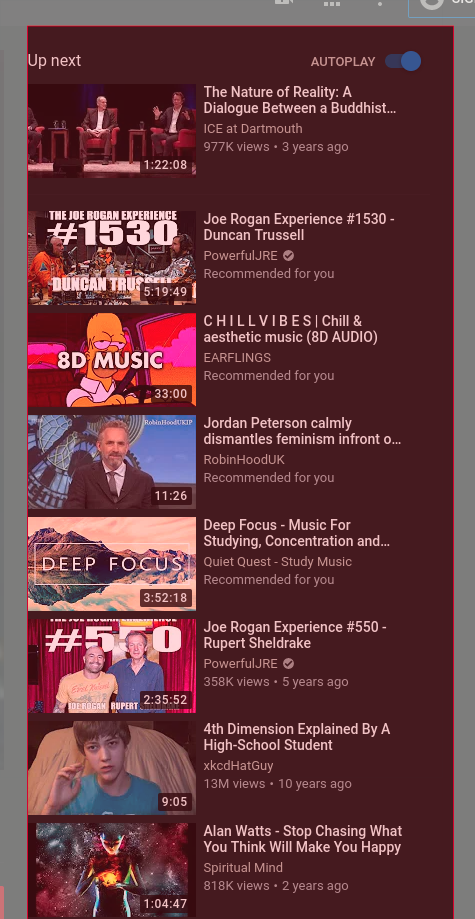 Up next
AUTOPLAY
The Nature of Reality: A
Dialogue Between a Buddhist...
ICE at Dartmouth
977K views • 3 years ago
1:22:08
THE JOE ROGAN EXPERIENCE
#1530
DUNCAN TRUSSELL
5:19:49
Joe Rogan Experience #1530 -
Duncan Trussell
PowerfulJRE
Recommended for you
8D MUSIC
33:00
C H I L L V I B E S | Chill &
aesthetic music (8D AUDIO)
EARFLINGS
Recommended for you
RobinHoodUKIP
11:26
Jordan Peterson calmly
dismantles feminism infront o...
RobinHoodUK
Recommended for you
DEEP FOCUS
3:52:18
Deep Focus - Music For
Studying, Concentration and...
Quiet Quest - Study Music
Recommended for you
THE JOE ROGAN EXPERIENCE
#550
JOE ROGAN RUPERT
2:35:52
Joe Rogan Experience #550 -
Rupert Sheldrake
PowerfulJRE
358K views • 5 years ago
9:05
4th Dimension Explained By A
High-School Student
xkcdHatGuy
13M views • 10 years ago
1:04:47
Alan Watts - Stop Chasing What
You Think Will Make You Happy
Spiritual Mind
818K views • 2 years ago